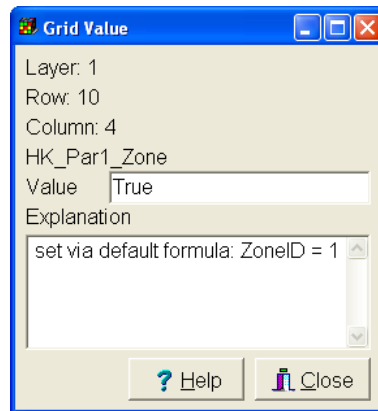 Grid Value
Layer: 1
Row: 10
Column: 4
HK_Par1_Zone
Value True
Explanation
set via default formula: ZoneID = 1
? Help Close